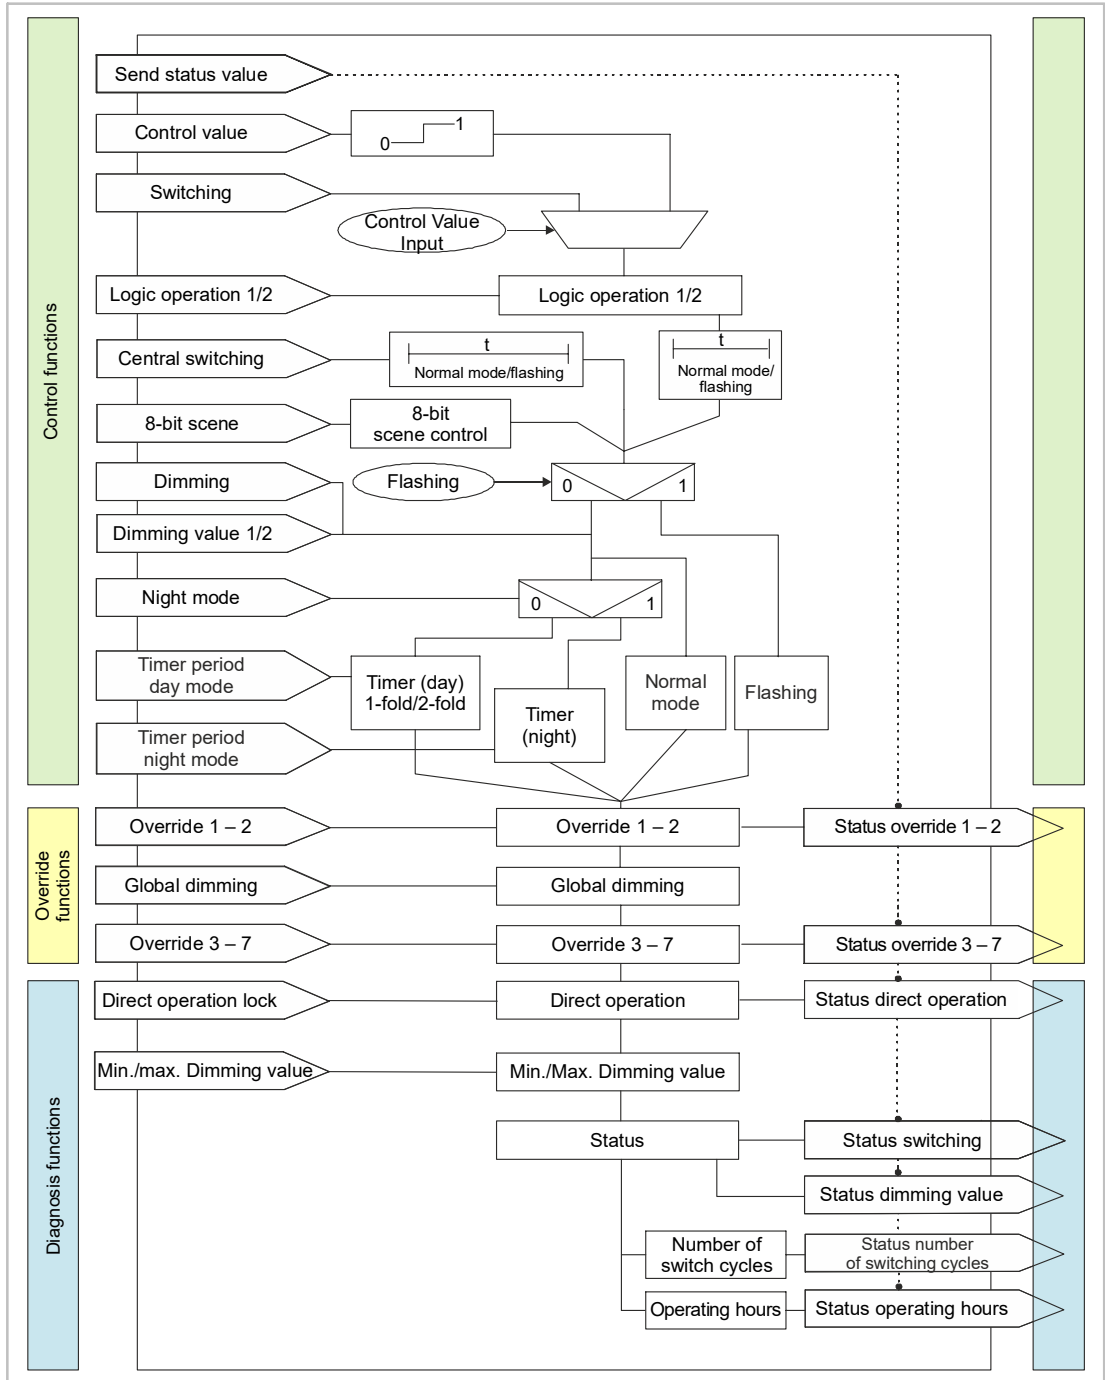 Control functions
Send status value
Control value
0
1
Switching
Control Value
Input
Logic operation 1/2
Logic operation 1/2
Central switching
t
Normal mode/flashing
t
Normal mode/
flashing
8-bit scene
8-bit
scene control
Dimming
Flashing
0
1
Dimming value 1/2
Night mode
0
1
Timer period
day mode
Timer (day)
1-fold/2-fold
Timer
(night)
Normal
mode
Flashing
Timer period
night mode
Override
functions
Override 1 – 2
Override 1 – 2
Status override 1 – 2
Global dimming
Global dimming
Override 3 – 7
Override 3 – 7
Status override 3 – 7
Diagnosis functions
Direct operation lock
Direct operation
Status direct operation
Min./max. Dimming value
Min./Max. Dimming value
Status
Status switching
Status dimming value
Number of
switch cycles
Status number
of switching cycles
Operating hours
Status operating hours